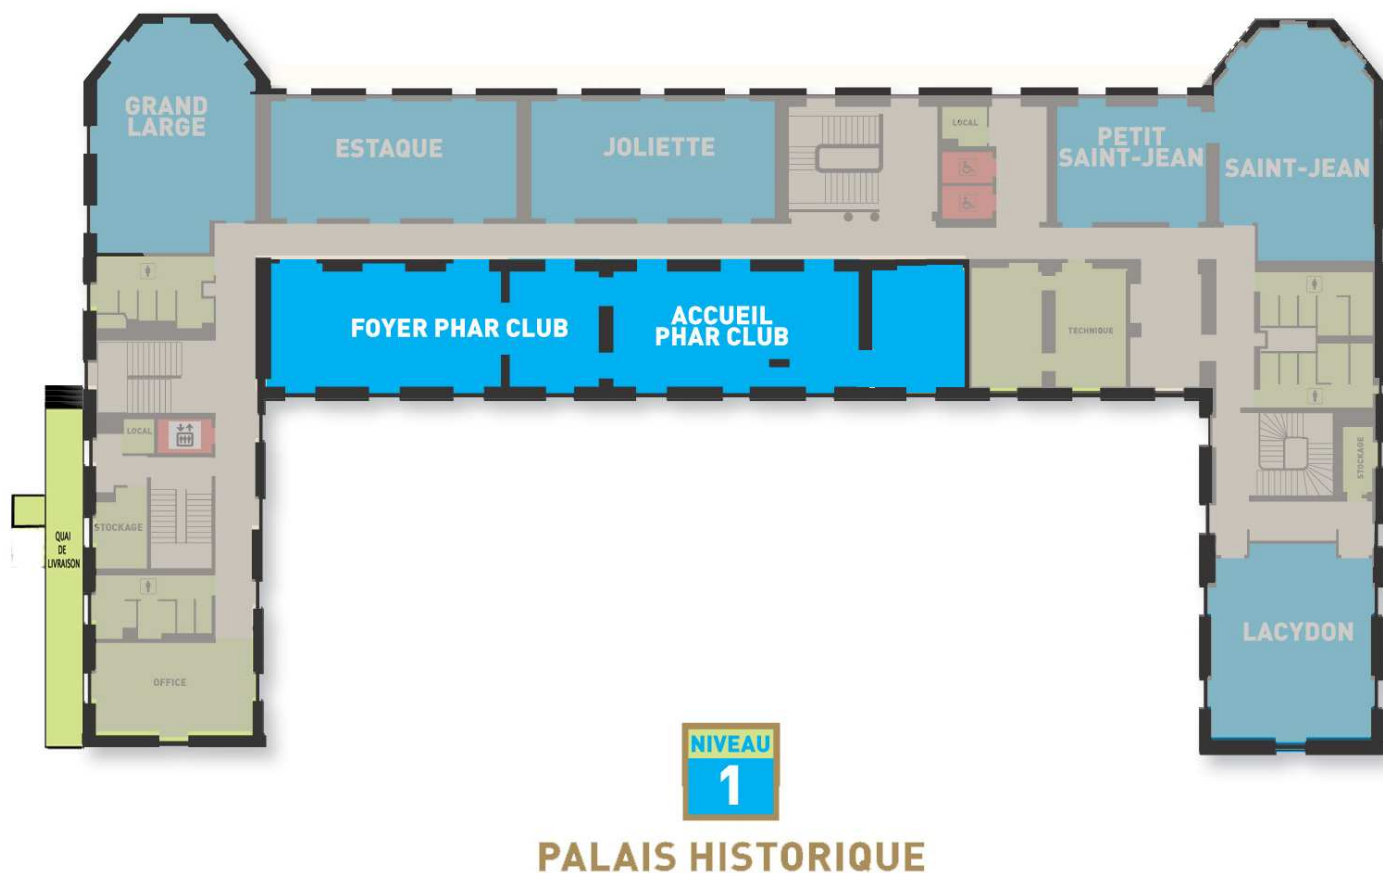 GRAND
LARGE
ESTAQUE
JOLIETTE
LOCAL
PETIT
SAINT-JEAN
SAINT-JEAN
FOYER PHAR CLUB
ACCUEIL
PHAR CLUB
TECHNIQUE
LOCAL
STOCKAGE
STOCKAGE
QUAI
DE
LIVRAISON
OFFICE
LACYDON
NIVEAU
1
PALAIS HISTORIQUE